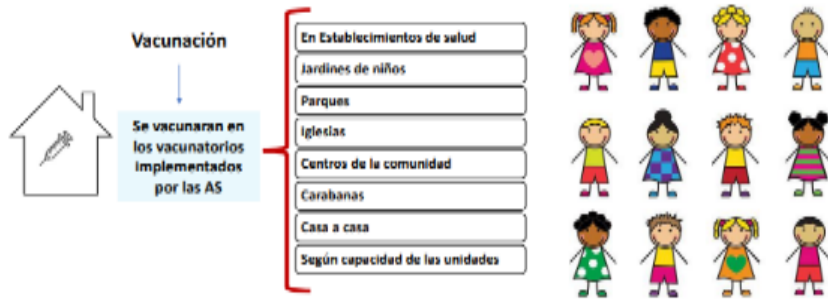 Vacunación
Se vacunaran en
los vacunatorios
implementados
por las AS
En Establecimientos de salud
Jardines de niños
Parques
Iglesias
Centros de la comunidad
Carabanas
Casa a casa
Según capacidad de las unidades